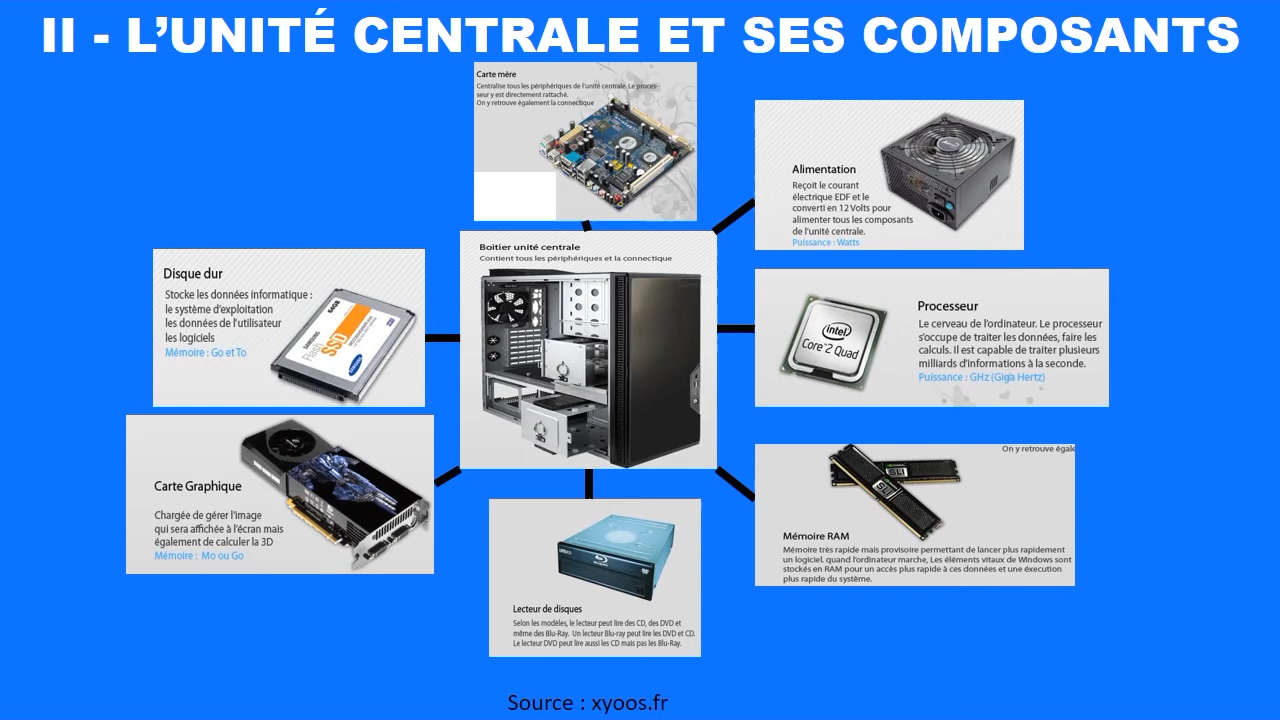 II - L’UNITÉ CENTRALE ET SES COMPOSANTS
Carte mère
Centralise tous les périphériques de l’unité centrale. Le proces-
seur y est directement rattaché.
On y retrouve également la connectique
Alimentation
Reçoit le courant
électrique EDF et le
converti en 12 Volts pour
alimenter tous les composants
de l’unité centrale.
Puissance : Watts
Boitier unité centrale
Contient tous les périphériques et la connectique
Disque dur
Stocke les données informatique :
le système d’exploitation
les données de l’utilisateur
les logiciels
Mémoire : Go et To
64GB
SAMSUNG
Flash
SSD
SAMSUNG
Processeur
Le cerveau de l’ordinateur. Le processeur
s’occupe de traiter les données, faire les
calculs. Il est capable de traiter plusieurs
milliards d’informations à la seconde.
Puissance : GHz (Giga Hertz)
intel
Core™2 Quad
Carte Graphique
Chargée de gérer l’image
qui sera affichée à l’écran mais
également de calculer la 3D
Mémoire : Mo ou Go
On y retrouve égale
Mémoire RAM
Mémoire très rapide mais provisoire permettant de lancer plus rapidement
un logiciel. quand l’ordinateur marche, Les éléments vitaux de Windows sont
stockés en RAM pour un accès plus rapide à ces données et une éxecution
plus rapide du système.
Lecteur de disques
Selon les modèles, le lecteur peut lire des CD, des DVD et
même des Blu-Ray. Un lecteur Blu-ray peut lire les DVD et CD.
Le lecteur DVD peut lire aussi les CD mais pas les Blu-Ray.
Source : xyoos.fr